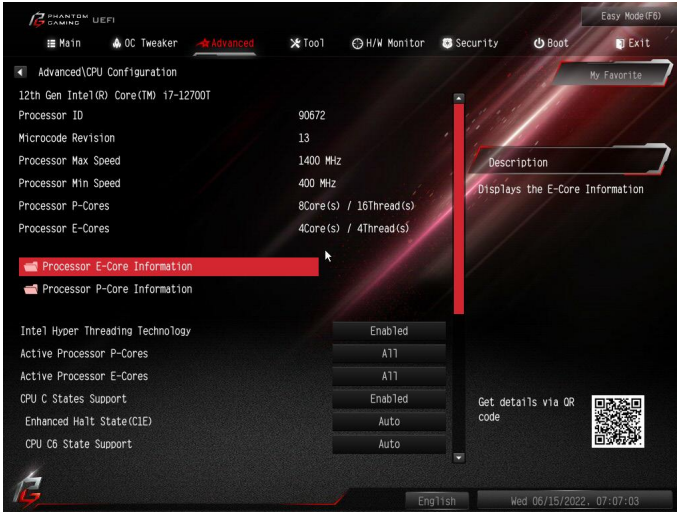 PHANTOM GAMING UEFI
Easy Mode(F6)
Main OC Tweaker Advanced Tool H/W Monitor Security Boot Exit
Advanced\CPU Configuration
My Favorite
12th Gen Intel(R) Core(TM) i7-12700T
Processor ID 90672
Microcode Revision 13
Processor Max Speed 1400 MHz
Processor Min Speed 400 MHz
Processor P-Cores 8Core(s) / 16Thread(s)
Processor E-Cores 4Core(s) / 4Thread(s)
Processor E-Core Information
Processor P-Core Information
Intel Hyper Threading Technology Enabled
Active Processor P-Cores All
Active Processor E-Cores All
CPU C States Support Enabled
Enhanced Halt State(C1E) Auto
CPU C6 State Support Auto
Description
Displays the E-Core Information
Get details via QR
code
English
Wed 06/15/2022. 07:07:03